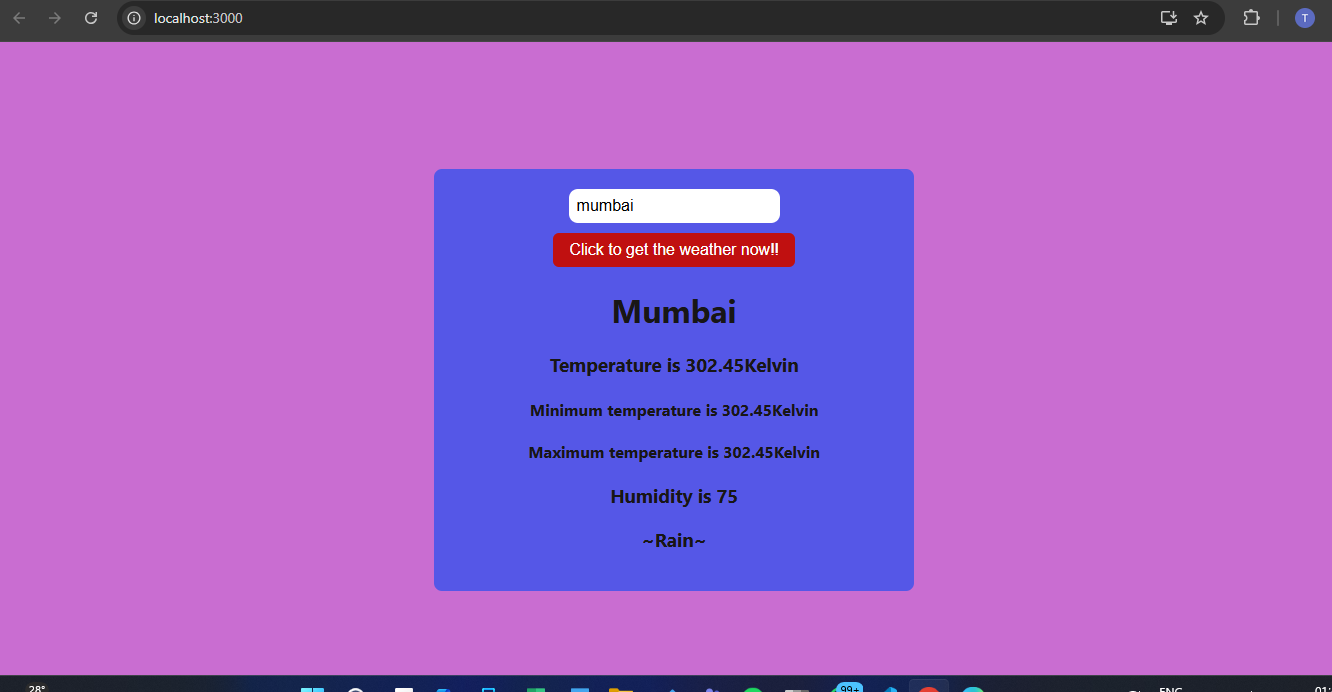 localhost:3000
T
mumbai
Click to get the weather now!!
Mumbai
Temperature is 302.45Kelvin
Minimum temperature is 302.45Kelvin
Maximum temperature is 302.45Kelvin
Humidity is 75
~Rain~
28°
99+
ENG